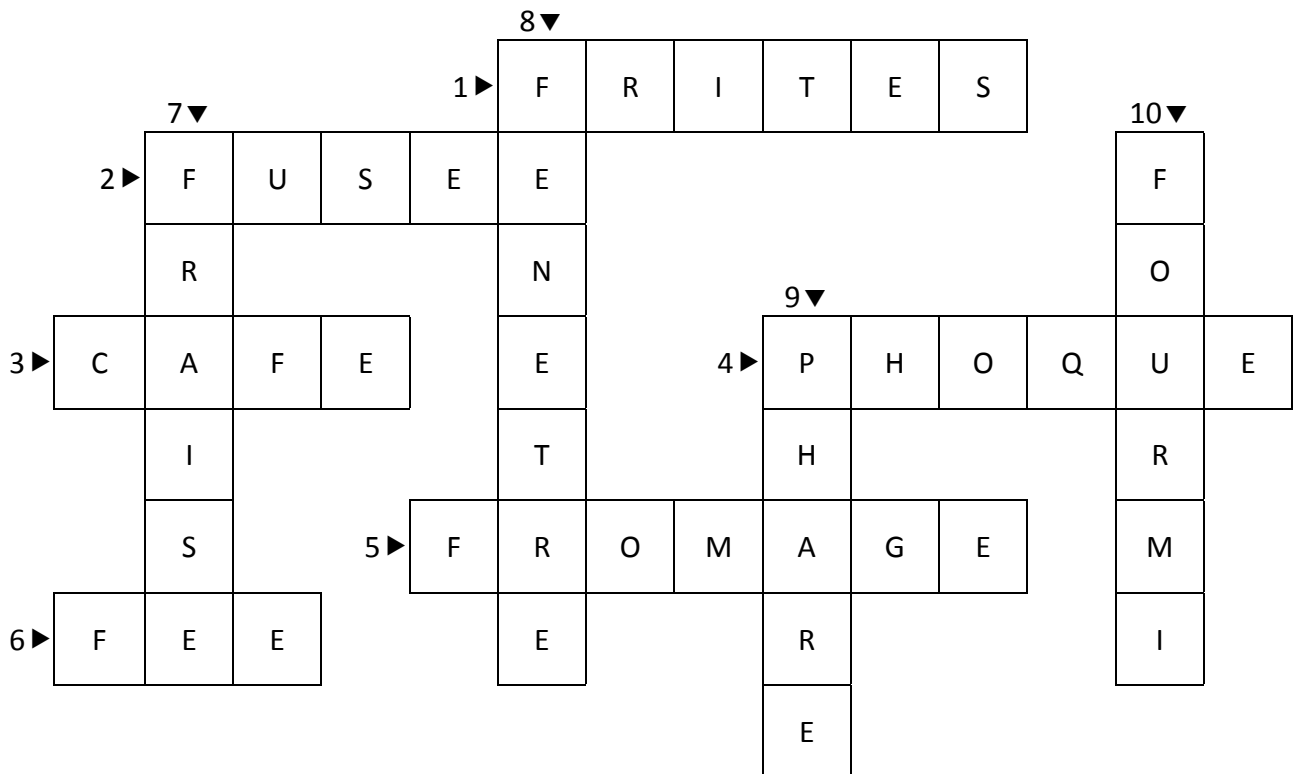 8▼
1► F R I T E S
7▼ 10▼
2► F U S E E F
R N O
9▼
3► C A F E E 4► P H O Q U E
I T H R
S 5► F R O M A G E M
6► F E E E R I
E